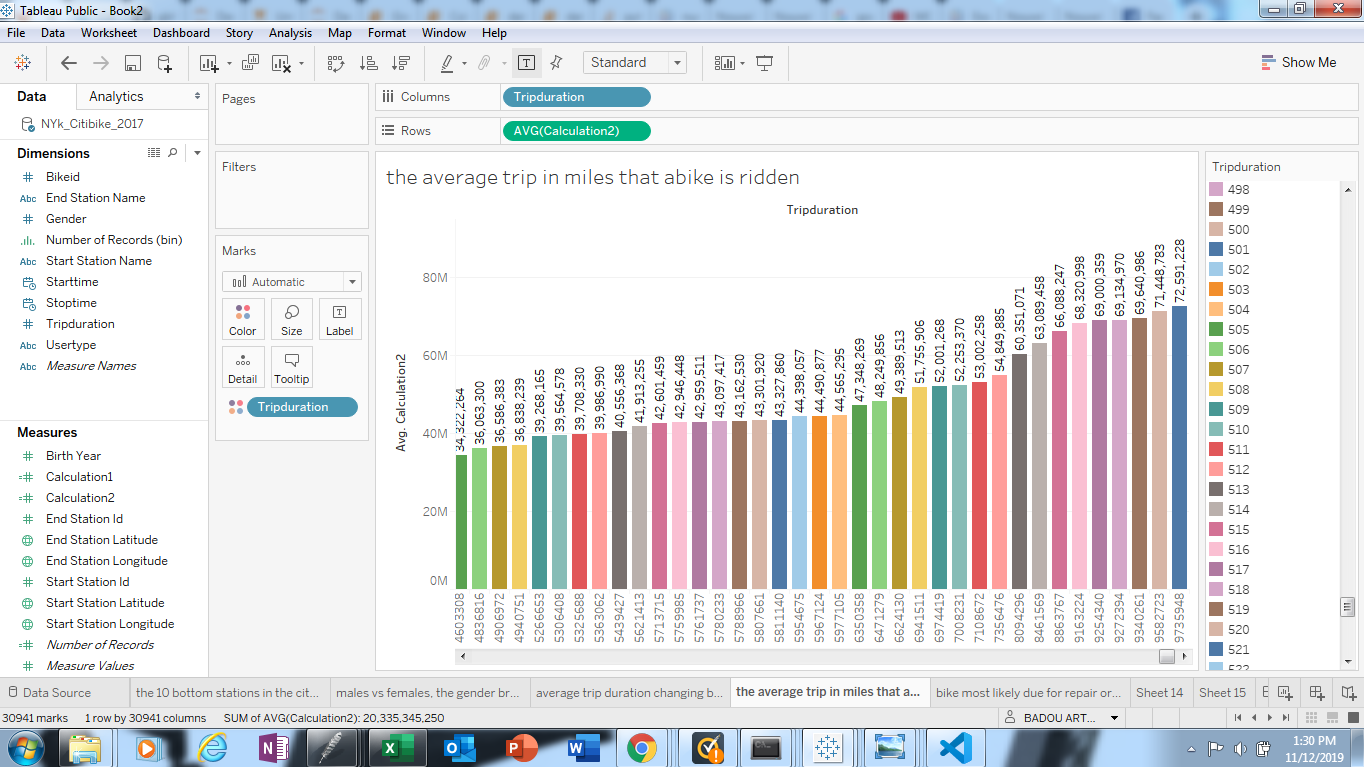 Tableau Public - Book2
File Data Worksheet Dashboard Story Analysis Map Format Window Help
Standard
Show Me
Data
Analytics
NYk_Citibike_2017
Dimensions
Bikeid
Abc End Station Name
Gender
Number of Records (bin)
Abc Start Station Name
Starttime
Stoptime
Tripduration
Abc Usertype
Abc Measure Names
Measures
Birth Year
Calculation1
Calculation2
End Station Id
End Station Latitude
End Station Longitude
Start Station Id
Start Station Latitude
Start Station Longitude
Number of Records
Measure Values
Pages
Filters
Marks
Automatic
Color Size Label
Detail Tooltip
Tripduration
Columns Tripduration
Rows AVG(Calculation2)
the average trip in miles that abike is ridden
Tripduration
Avg. Calculation2
80M
60M
40M
20M
0M
34,322,264
36,063,300
36,586,383
36,838,239
39,268,165
39,564,578
39,708,330
39,986,990
40,556,368
41,913,255
42,601,459
42,946,448
42,959,511
43,097,417
43,162,530
43,301,920
43,327,860
44,398,057
44,490,877
44,565,295
47,348,269
48,249,856
49,389,513
51,755,906
52,001,268
52,253,370
53,002,258
54,849,885
60,351,071
63,089,458
66,088,247
68,320,998
69,000,359
69,134,970
69,640,986
71,448,783
72,591,228
4603308
4836816
4906972
4940751
5266653
5306408
5325688
5363062
5439427
5621413
5713715
5759985
5761737
5780233
5788966
5807661
5811140
5954675
5967124
5977105
6350358
6471279
6624130
6941511
6974419
7008231
7108672
7356476
8094296
8461569
8863767
9163224
9254340
9272394
9340261
9582723
9735948
Tripduration
498
499
500
501
502
503
504
505
506
507
508
509
510
511
512
513
514
515
516
517
518
519
520
521
522
Data Source
the 10 bottom stations in the cit...
males vs females, the gender br...
average trip duration changing b...
the average trip in miles that a...
bike most likely due for repair or...
Sheet 14
Sheet 15
30941 marks 1 row by 30941 columns SUM of AVG(Calculation2): 20,335,345,250
BADOU ART...
1:30 PM
11/12/2019